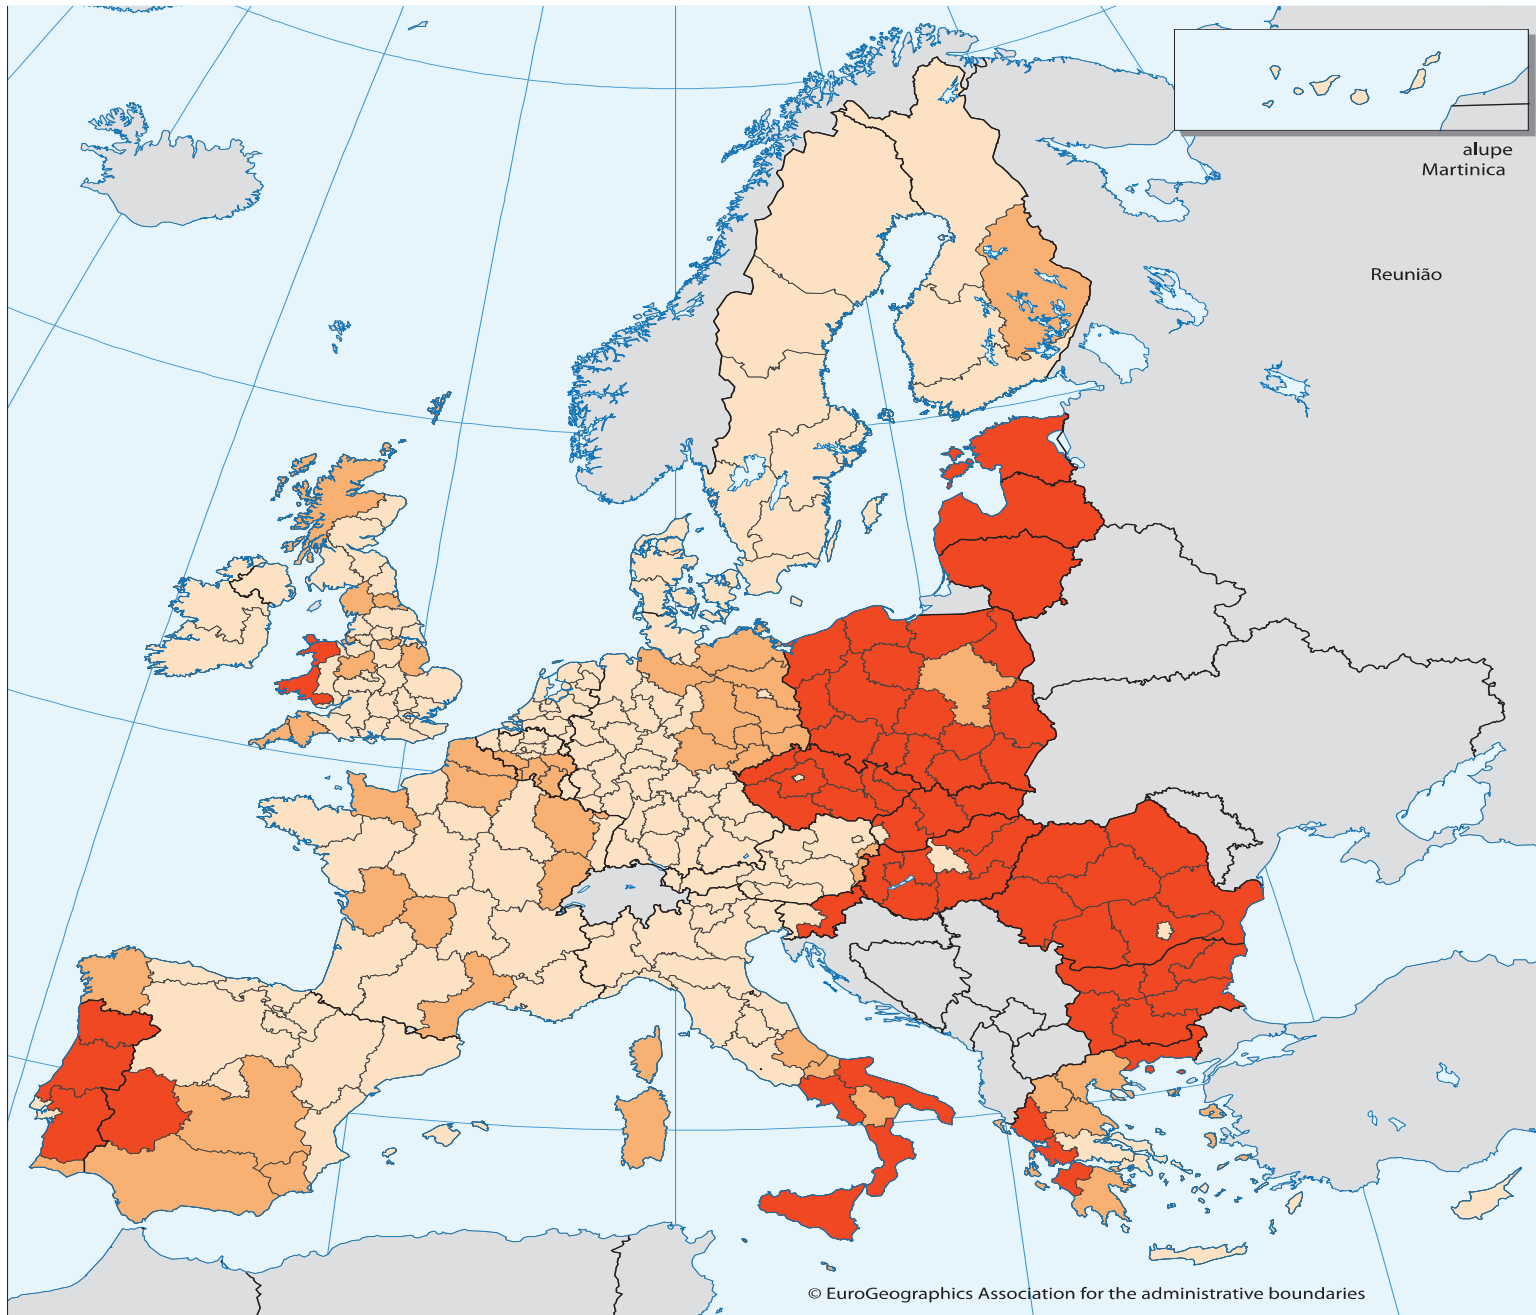 alupe
Martinica
Reunião
© EuroGeographics Association for the administrative boundaries